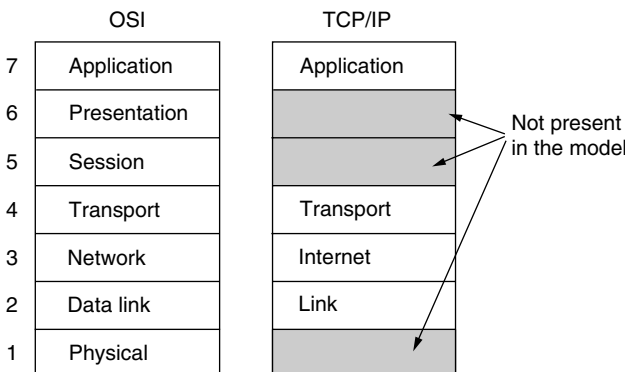 OSI TCP/IP
7 Application Application
6 Presentation
5 Session
Not present
in the model
4 Transport Transport
3 Network Internet
2 Data link Link
1 Physical